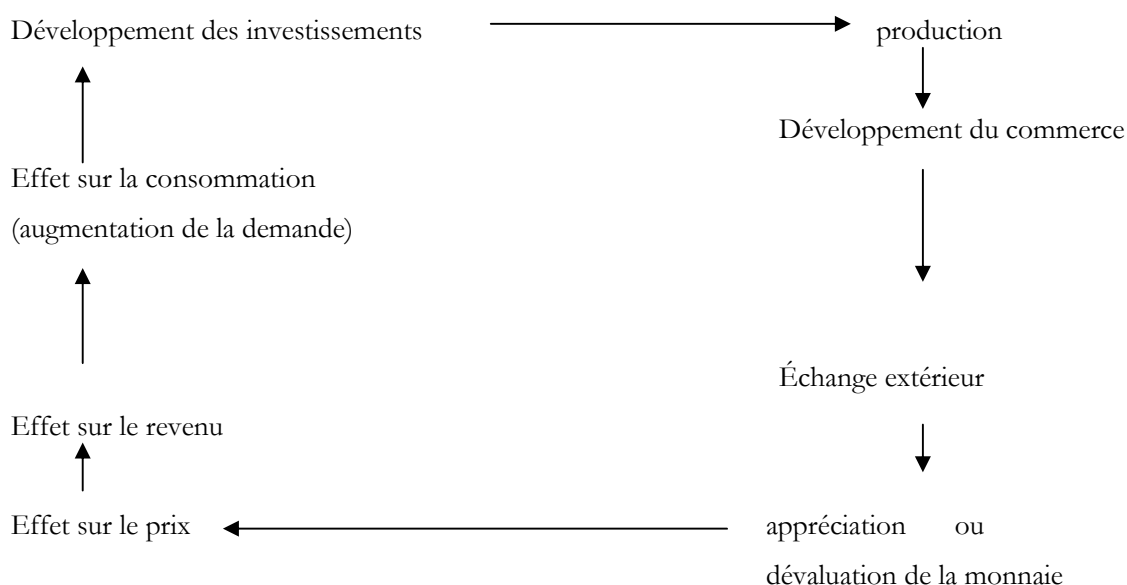 Développement des investissements
production
Développement du commerce
Effet sur la consommation
(augmentation de la demande)
Échange extérieur
Effet sur le revenu
Effet sur le prix
appréciation ou
dévaluation de la monnaie